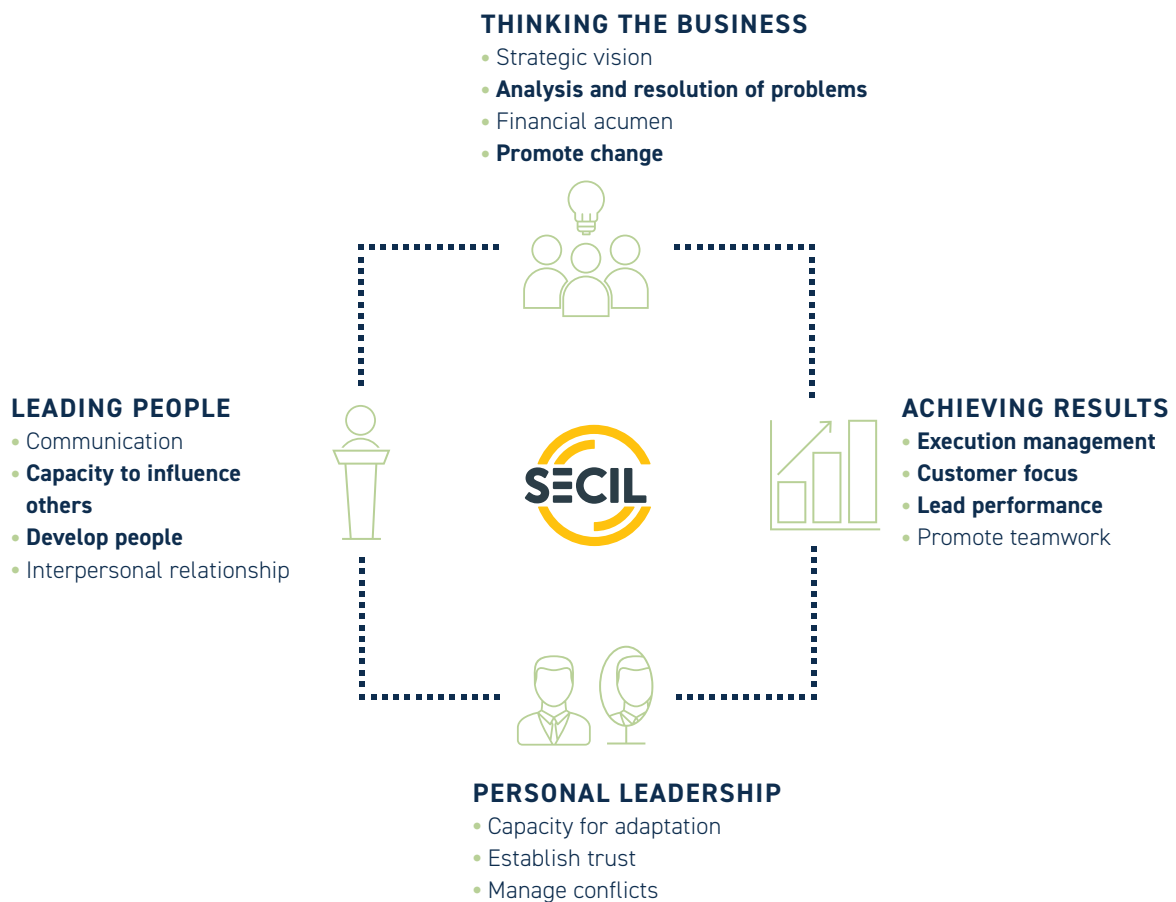 THINKING THE BUSINESS
• Strategic vision
• Analysis and resolution of problems
• Financial acumen
• Promote change
LEADING PEOPLE
• Communication
• Capacity to influence
others
• Develop people
• Interpersonal relationship
SECIL
ACHIEVING RESULTS
• Execution management
• Customer focus
• Lead performance
• Promote teamwork
PERSONAL LEADERSHIP
• Capacity for adaptation
• Establish trust
• Manage conflicts